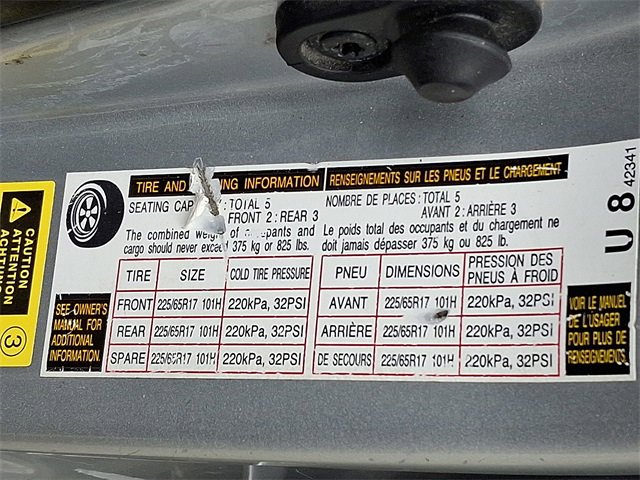 TIRE AND INFORMATION
SEATING TOTAL 5
FRONT 2 : REAR 3
The combined of and
cargo should never exceed 375 kg or 825 lbs.
TIRE SIZE COLD TIRE PRESSURE
FRONT 225/65R17 101H 220kPa, 32PSI
REAR 225/65R17 101H 220kPa, 32PSI
SPARE 225/65R17 101H 220kPa, 32PSI
SEE OWNER'S
MANUAL FOR
ADDITIONAL
INFORMATION.
RENSEIGNEMENTS SUR LES PNEUS ET LE CHARGEMENT
NOMBRE DE PLACES : TOTAL 5
AVANT 2 : ARRIÈRE 3
Le poids total des occupants et du chargement ne
doit jamais dépasser 375 kg ou 825 lb.
PNEU DIMENSIONS PRESSION DES
PNEUS À FROID
AVANT 225/65R17 101H 220kPa, 32PSI
ARRIÈRE 225/65R17 101H 220kPa, 32PSI
DE SECOURS 225/65R17 101H 220kPa, 32PSI
VOIR LE MANUEL
DE L'USAGER
POUR PLUS DE
RENSEIGNEMENTS.
U 8 42341
CAUTION
ATTENTION
ACHTUNG
3